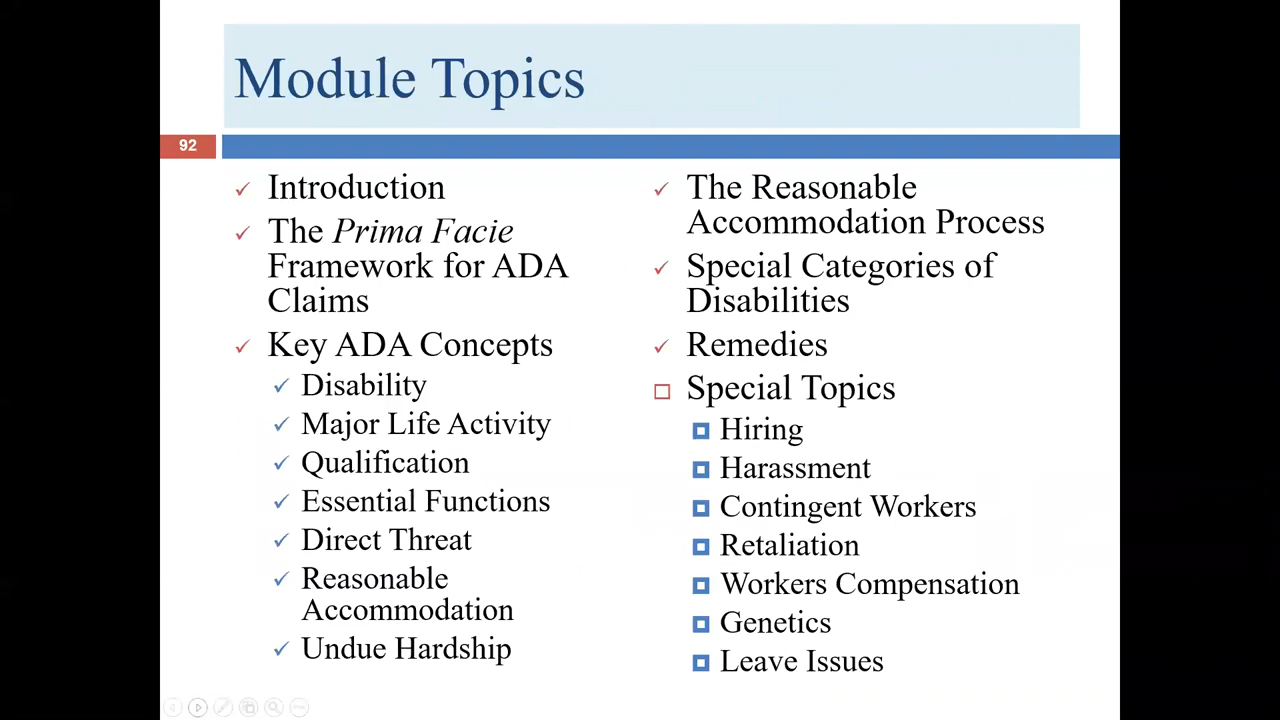 Module Topics
92
Introduction
The Prima Facie
Framework for ADA
Claims
Key ADA Concepts
Disability
Major Life Activity
Qualification
Essential Functions
Direct Threat
Reasonable
Accommodation
Undue Hardship
The Reasonable
Accommodation Process
Special Categories of
Disabilities
Remedies
Special Topics
Hiring
Harassment
Contingent Workers
Retaliation
Workers Compensation
Genetics
Leave Issues